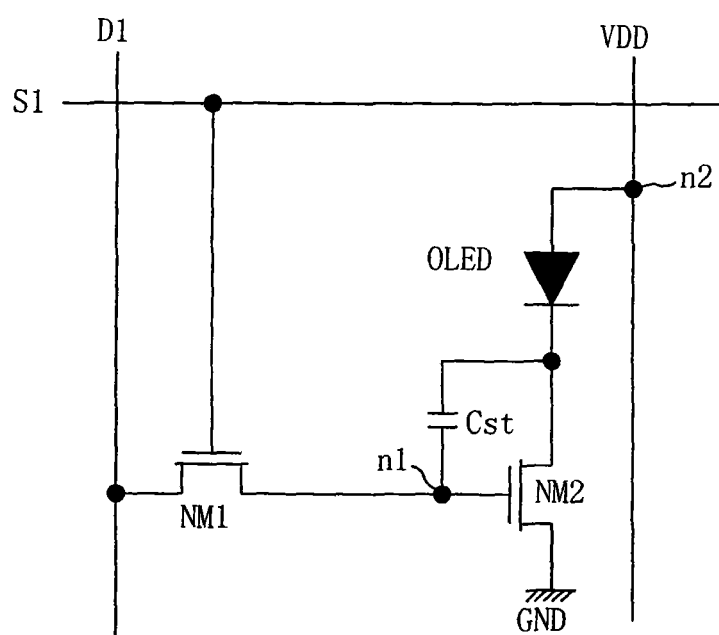 D1
VDD
S1
n2
OLED
Cst
n1
NM2
NM1
GND